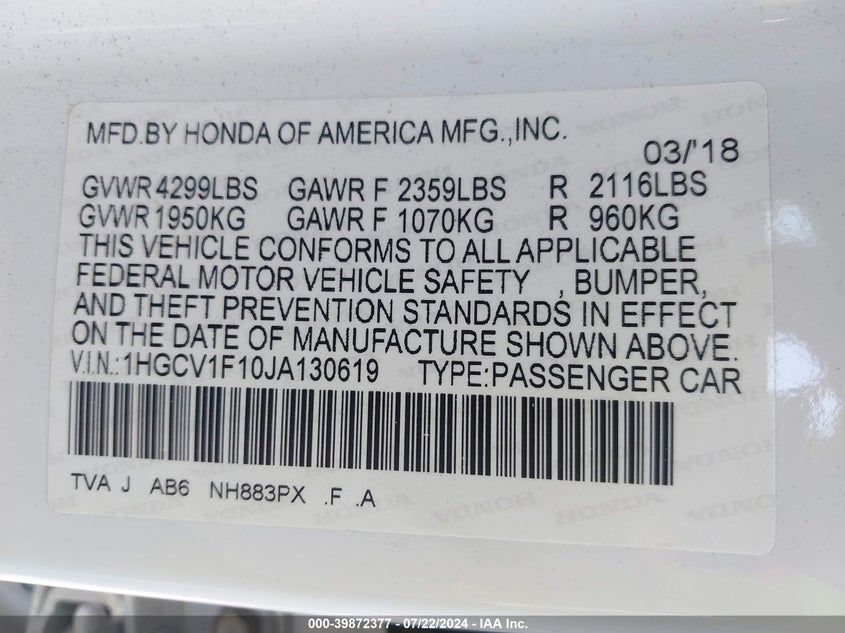 MFD.BY HONDA OF AMERICA MFG.,INC.
03/'18
GVWR 4299LBS GAWR F 2359LBS R 2116LBS
GVWR 1950KG GAWR F 1070KG R 960KG
THIS VEHICLE CONFORMS TO ALL APPLICABLE
FEDERAL MOTOR VEHICLE SAFETY , BUMPER,
AND THEFT PREVENTION STANDARDS IN EFFECT
ON THE DATE OF MANUFACTURE SHOWN ABOVE.
V.I.N.:1HGCV1F10JA130619 TYPE:PASSENGER CAR
TVA J AB6 NH883PX .F .A
000-39872377 - 07/22/2024 - IAA Inc.